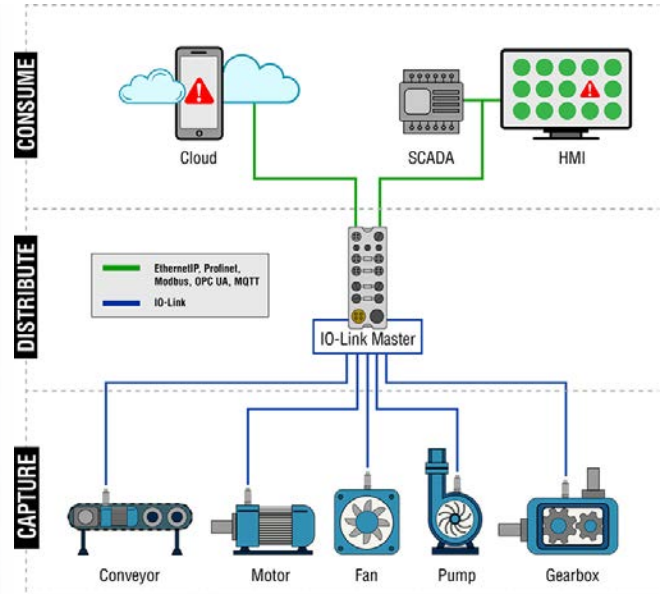 CONSUME
Cloud
SCADA
HMI
DISTRIBUTE
EthernetIP, Profinet,
Modbus, OPC UA, MQTT
IO-Link
IO-Link Master
CAPTURE
Conveyor
Motor
Fan
Pump
Gearbox